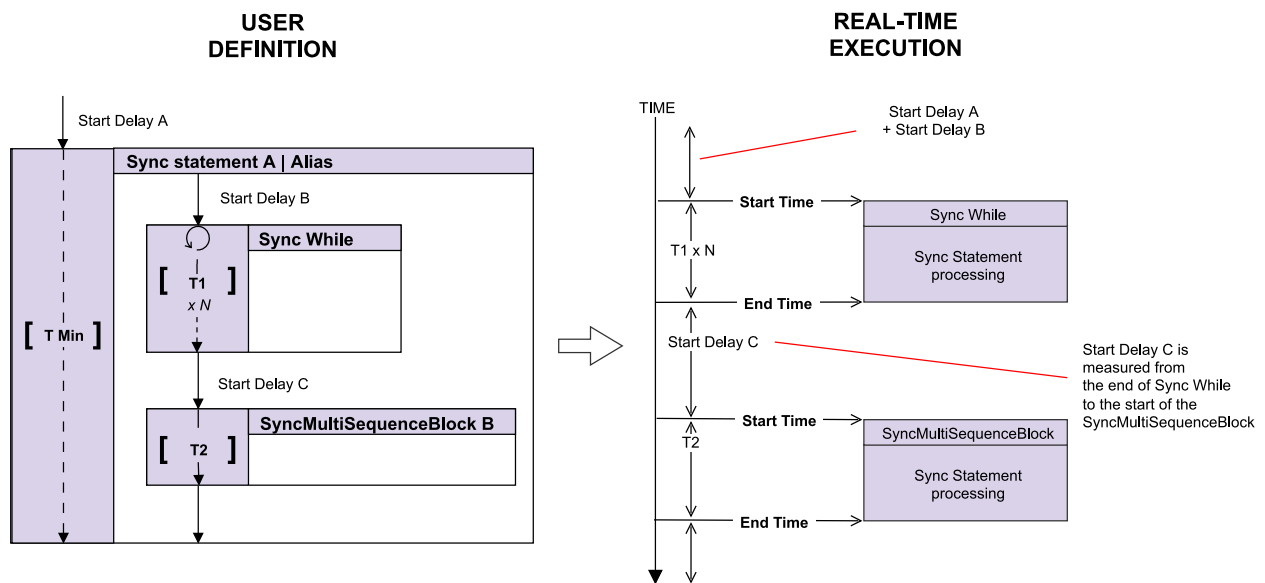 USER
DEFINITION
Start Delay A
Sync statement A | Alias
Start Delay B
Sync While
[ T1 ]
x N
[ T Min ]
Start Delay C
SyncMultiSequenceBlock B
[ T2 ]
REAL-TIME
EXECUTION
TIME
Start Delay A
+ Start Delay B
Start Time
Sync While
T1 x N
Sync Statement
processing
End Time
Start Delay C
Start Delay C is
measured from
the end of Sync While
to the start of the
SyncMultiSequenceBlock
Start Time
T2
SyncMultiSequenceBlock
Sync Statement
processing
End Time